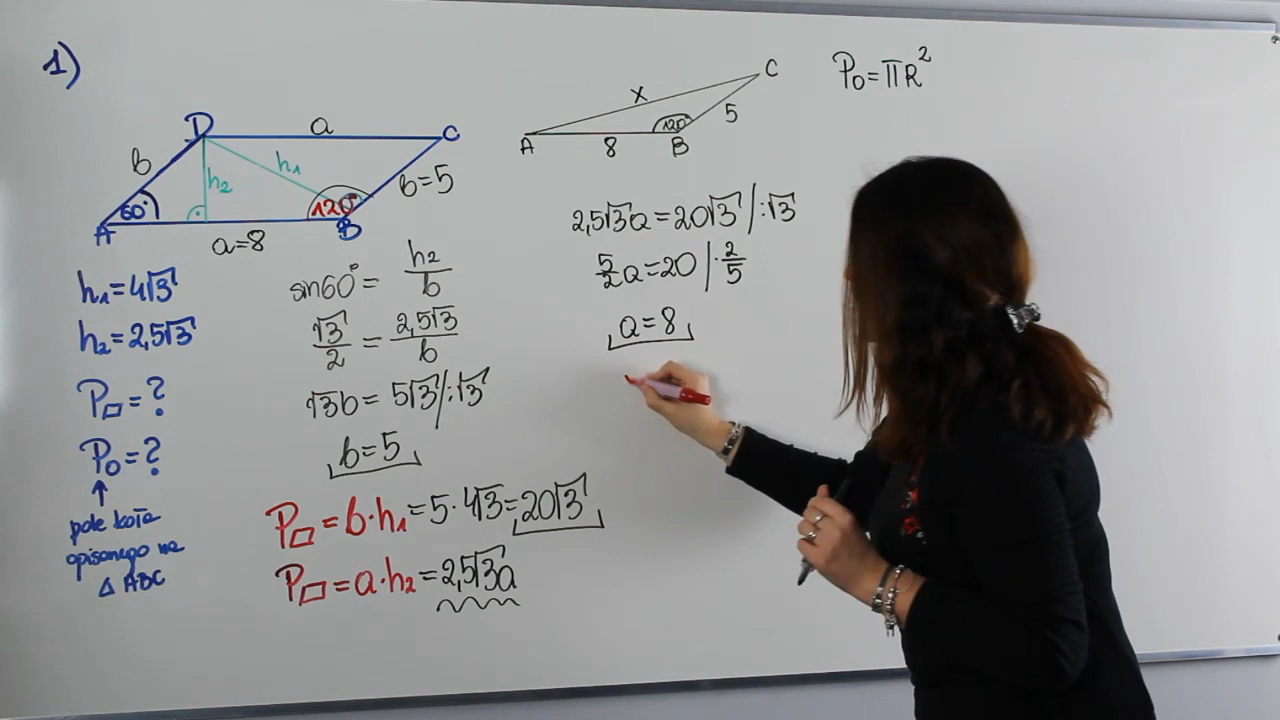 1)
D
a
C
b
h₂
h₁
60°
120°
b=5
A
a=8
B
h₁=4√3
h₂=2,5√3
P▱=?
P₀=?
↑
pole koła
opisanego na
△ ABC
sin60°= h₂/b
√3/2 = 2,5√3/b
√3b= 5√3/:√3
b=5
P▱=b·h₁=5·4√3=20√3
P▱=a·h₂=2,5√3a
C
x
5
120°
A
8
B
2,5√3a=20√3/:√3
5/2a=20/·2/5
a=8
P₀=πR²